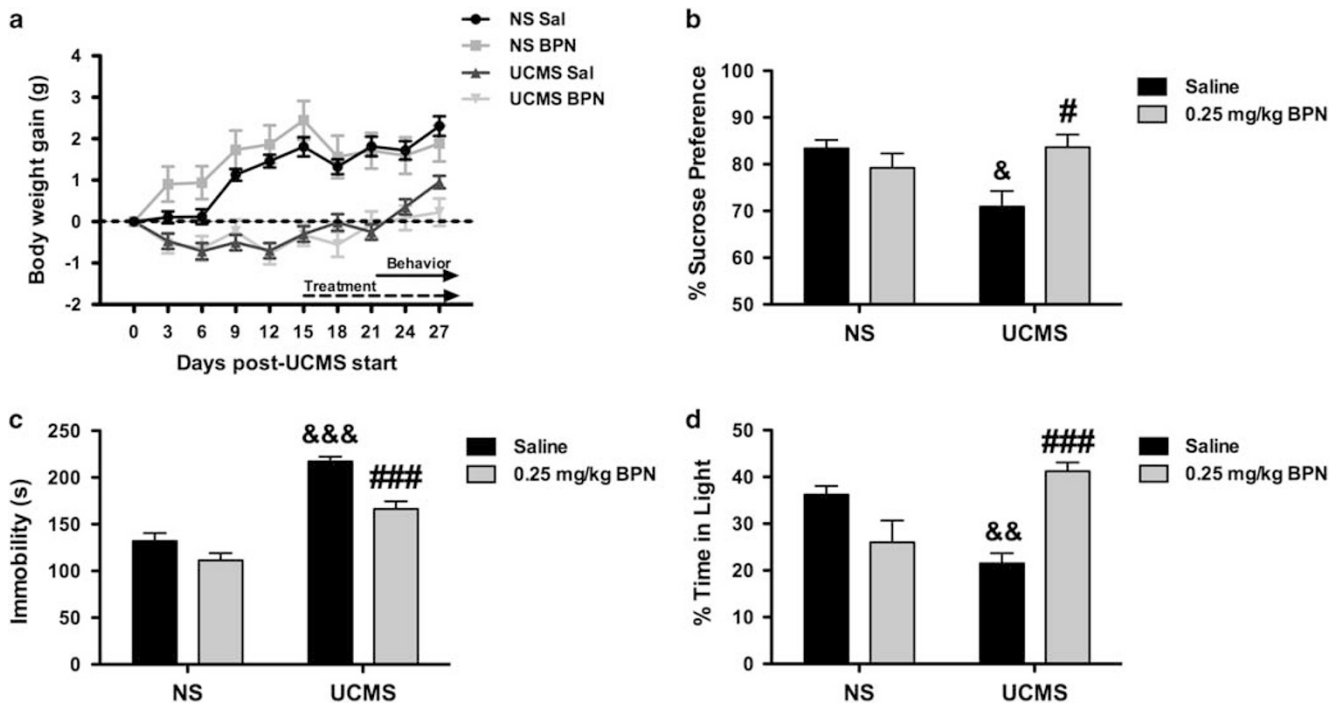 a
NS Sal
NS BPN
UCMS Sal
UCMS BPN
Body weight gain (g)
4
3
2
1
0
-1
-2
Behavior
Treatment
0 3 6 9 12 15 18 21 24 27
Days post-UCMS start
b
% Sucrose Preference
100
90
80
70
60
50
&
#
NS UCMS
Saline
0.25 mg/kg BPN
c
Immobility (s)
250
200
150
100
50
0
&&&
###
NS UCMS
Saline
0.25 mg/kg BPN
d
% Time in Light
50
40
30
20
10
0
&&
###
NS UCMS
Saline
0.25 mg/kg BPN